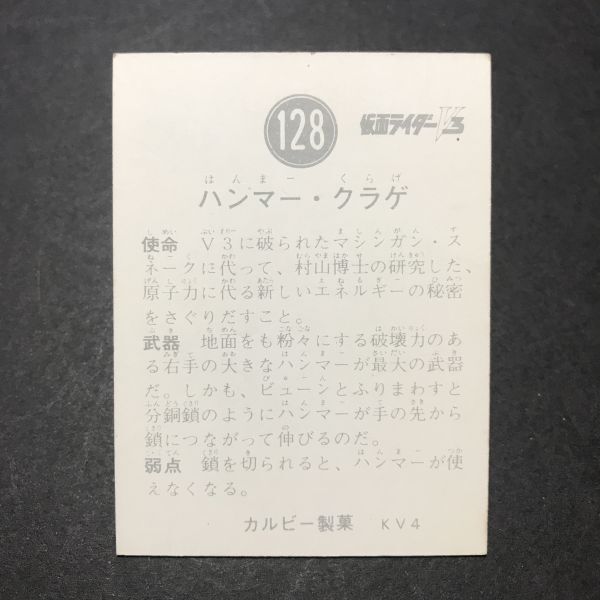 128 仮面ライダーV3
はんまー くらげ
ハンマー・クラゲ
使命 V3に破られたマシンガン・ス
ネークに代って、村山博士の研究した、
原子力に代る新しいエネルギーの秘密
をさぐりだすこと。
武器 地面をも粉々にする破壊力のあ
る右手の大きなハンマーが最大の武器
だ。しかも、ビューンとふりまわすと
分銅鎖のようにハンマーが手の先から
鎖につながって伸びるのだ。
弱点 鎖を切られると、ハンマーが使
えなくなる。
カルビー製菓 KV4